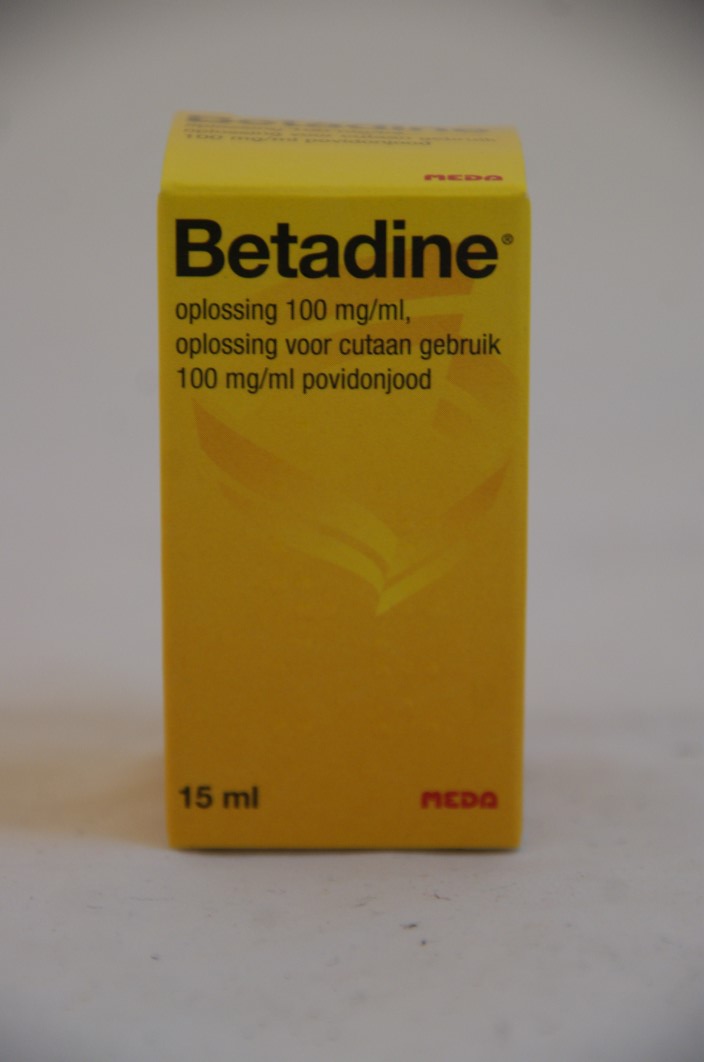 MEDA
Betadine®
oplossing 100 mg/ml,
oplossing voor cutaan gebruik
100 mg/ml povidonjood
15 ml
MEDA